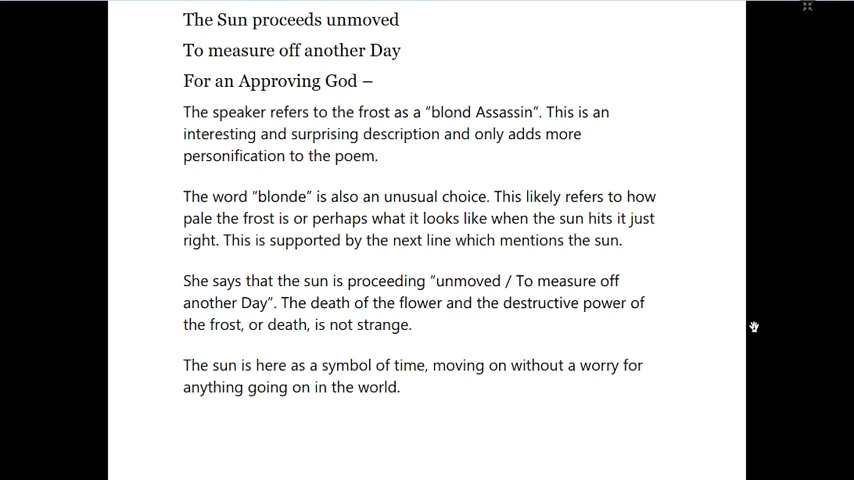 The Sun proceeds unmoved
To measure off another Day
For an Approving God –
The speaker refers to the frost as a “blond Assassin”. This is an
interesting and surprising description and only adds more
personification to the poem.
The word “blonde” is also an unusual choice. This likely refers to how
pale the frost is or perhaps what it looks like when the sun hits it just
right. This is supported by the next line which mentions the sun.
She says that the sun is proceeding “unmoved / To measure off
another Day”. The death of the flower and the destructive power of
the frost, or death, is not strange.
The sun is here as a symbol of time, moving on without a worry for
anything going on in the world.